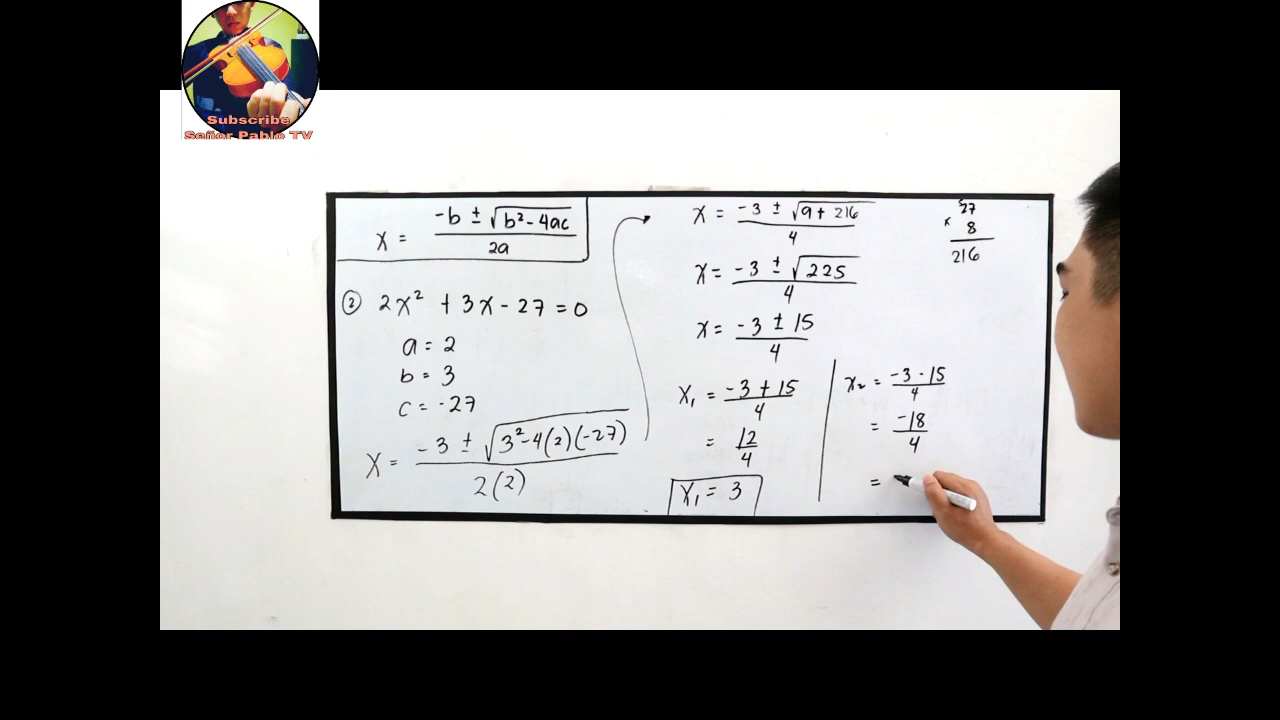 Subscribe
Señor Pablo TV
x = (-b ± √(b² - 4ac)) / 2a
② 2x² + 3x - 27 = 0
a = 2
b = 3
c = -27
x = (-3 ± √(3² - 4(2)(-27))) / 2(2)
x = (-3 ± √(9 + 216)) / 4
x = (-3 ± √225) / 4
x = (-3 ± 15) / 4
x₁ = (-3 + 15) / 4
= 12 / 4
x₁ = 3
x₂ = (-3 - 15) / 4
= -18 / 4
=
5
27
× 8
216